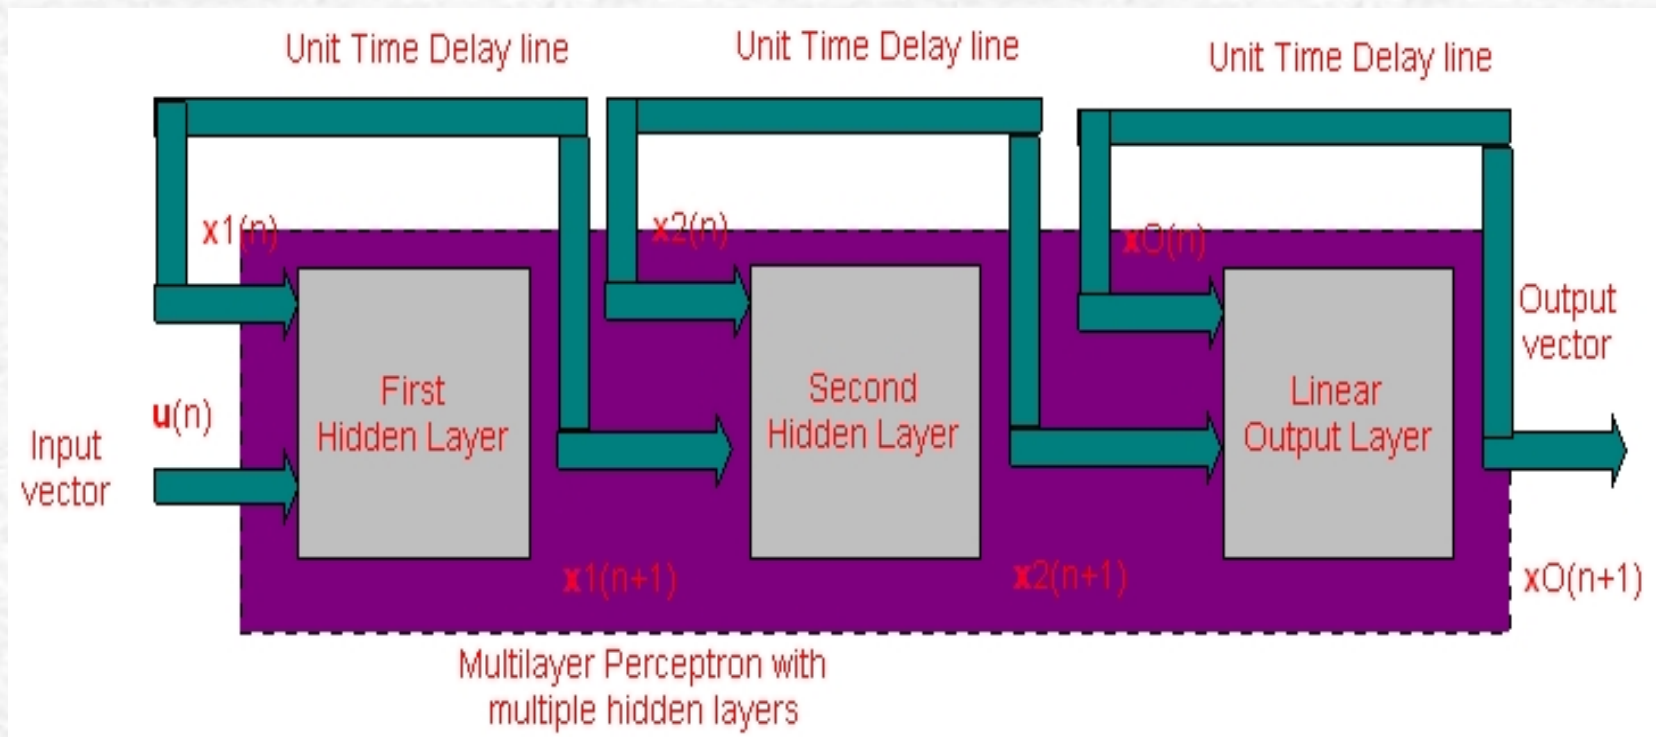 Unit Time Delay line
Unit Time Delay line
Unit Time Delay line
x1(n)
x2(n)
xO(n)
Input
vector
u(n)
First
Hidden Layer
Second
Hidden Layer
Linear
Output Layer
Output
vector
x1(n+1)
x2(n+1)
xO(n+1)
Multilayer Perceptron with
multiple hidden layers